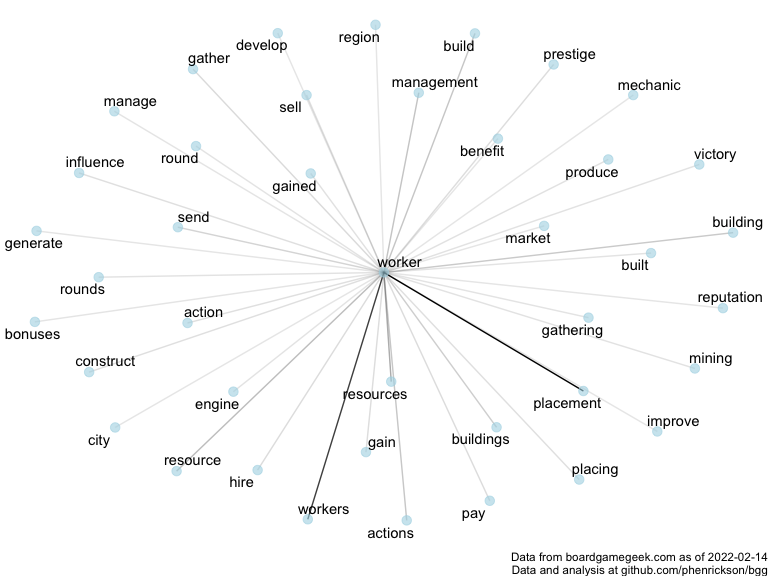 region
develop
build
prestige
gather
management
mechanic
manage
sell
round
benefit
victory
influence
produce
gained
send
building
generate
market
built
worker
rounds
reputation
action
gathering
bonuses
construct
mining
resources
engine
placement
improve
city
gain
buildings
resource
placing
hire
workers
pay
actions
Data from boardgamegeek.com as of 2022-02-14
Data and analysis at github.com/phenrickson/bgg